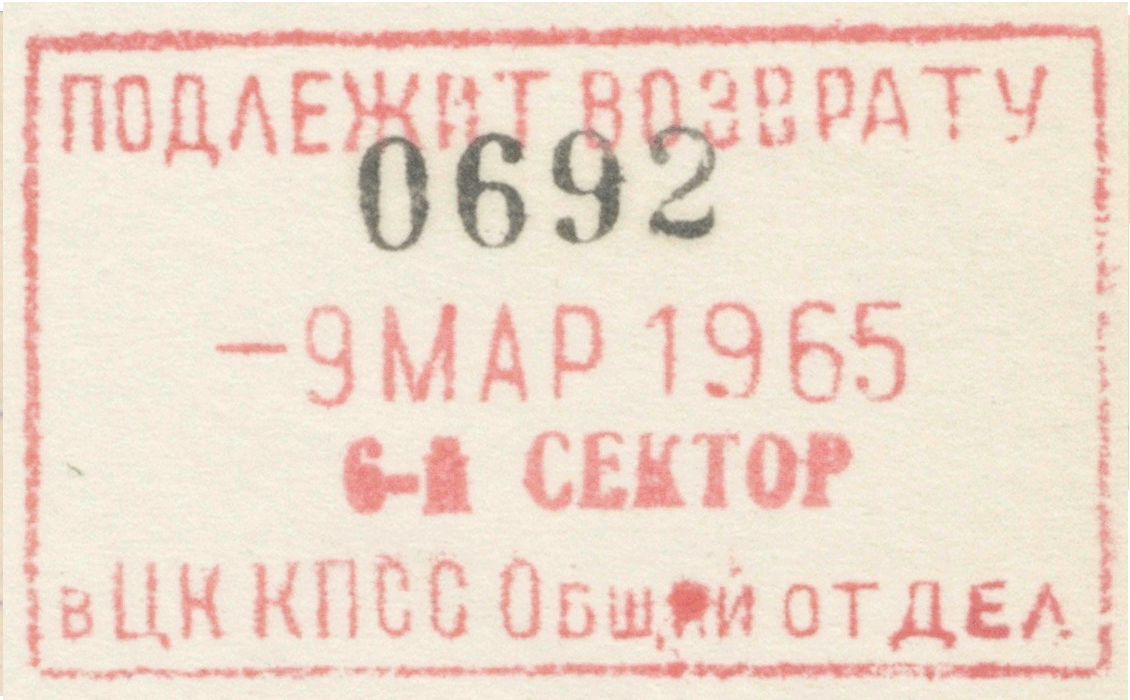 ПОДЛЕЖИТ ВОЗВРАТУ
0692
-9 МАР 1965
6-й СЕКТОР
в ЦК КПСС Общий отдел